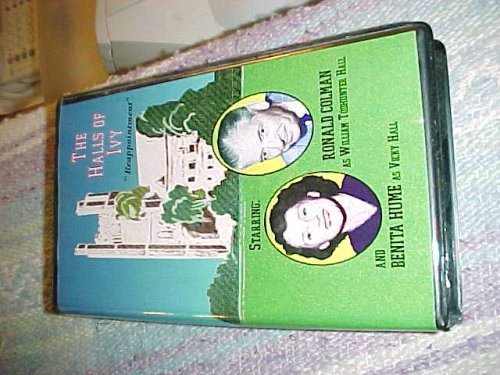 THE
HALLS OF
IVY
"Reappointment"
STARRING:
RONALD COLMAN
AS WILLIAM TODHUNTER HALL
AND
BENITA HUME AS VICKY HALL